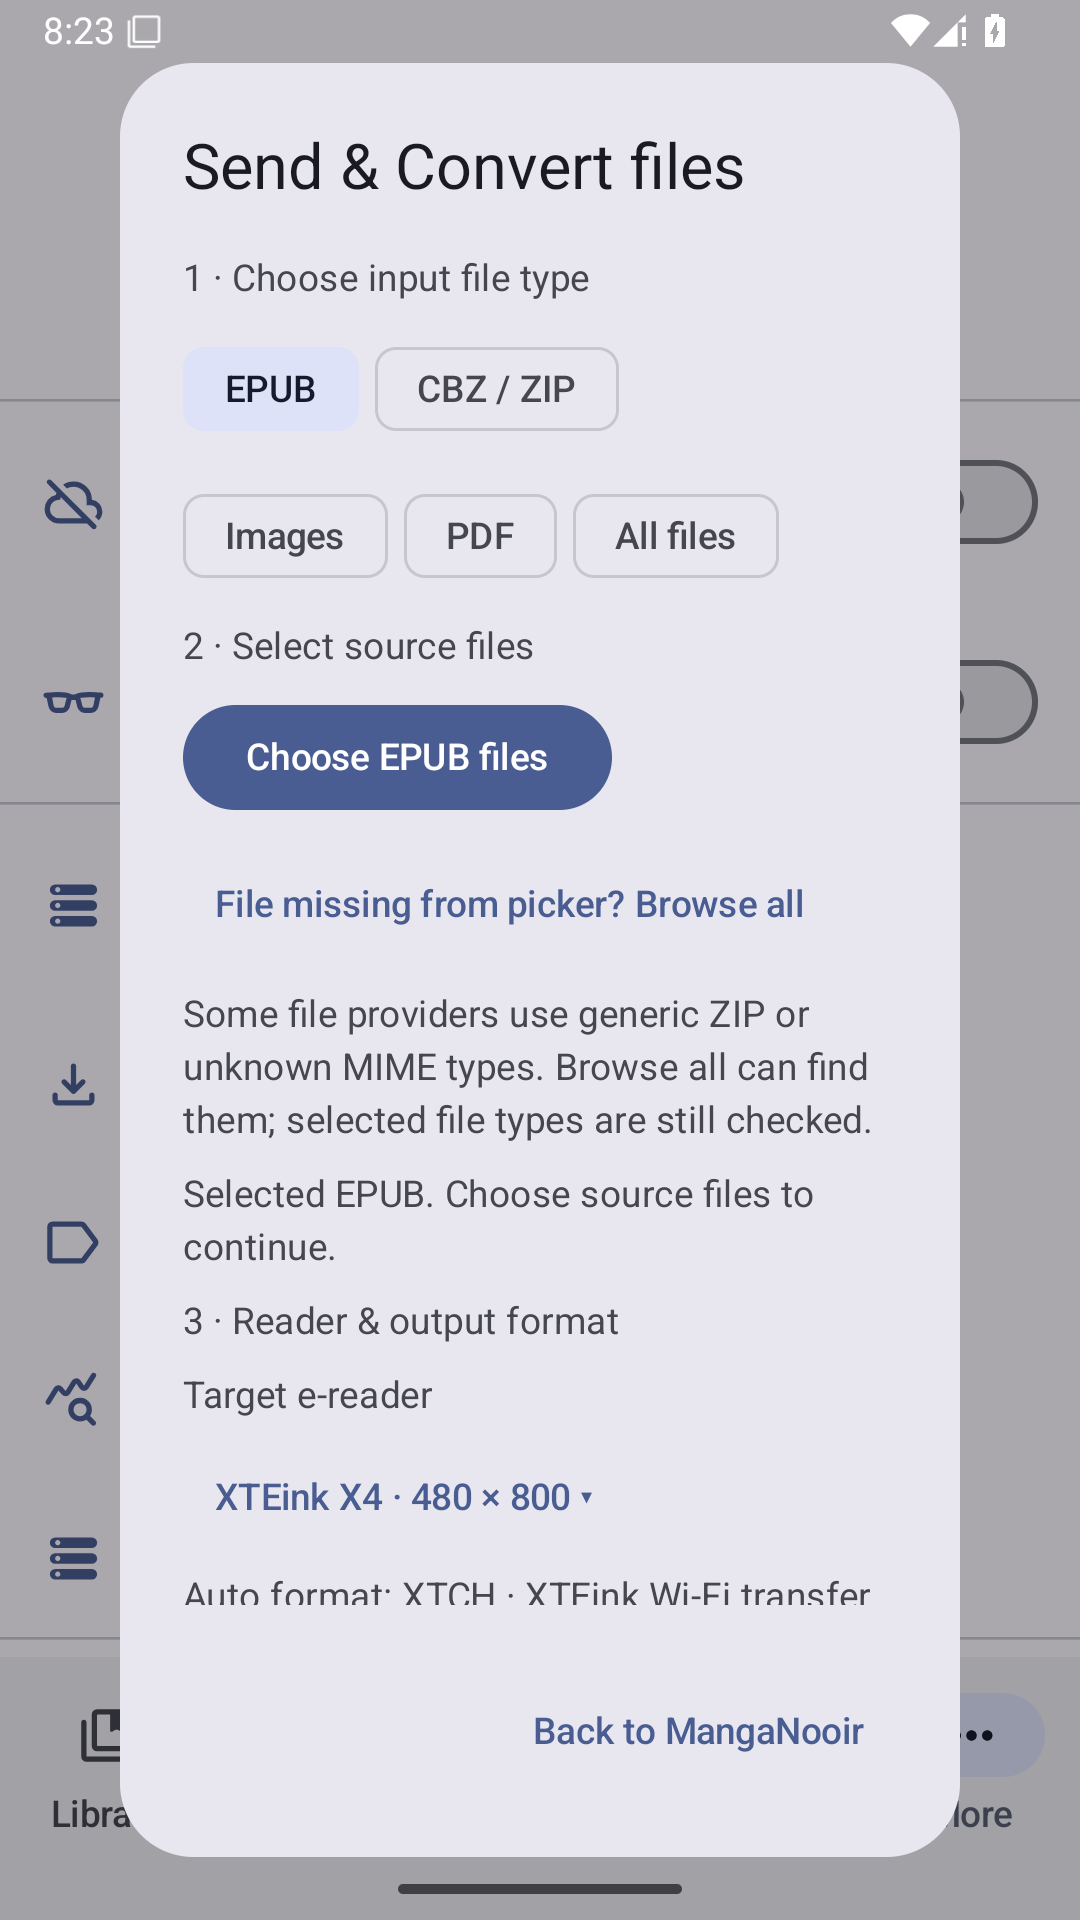 8:23
Send & Convert files
1 · Choose input file type
EPUB
CBZ / ZIP
Images
PDF
All files
2 · Select source files
Choose EPUB files
File missing from picker? Browse all
Some file providers use generic ZIP or
unknown MIME types. Browse all can find
them; selected file types are still checked.
Selected EPUB. Choose source files to
continue.
3 · Reader & output format
Target e-reader
XTEink X4 · 480 × 800 ▾
Auto format: XTCH · XTEink Wi-Fi transfer
Back to MangaNooir
Libra
ore